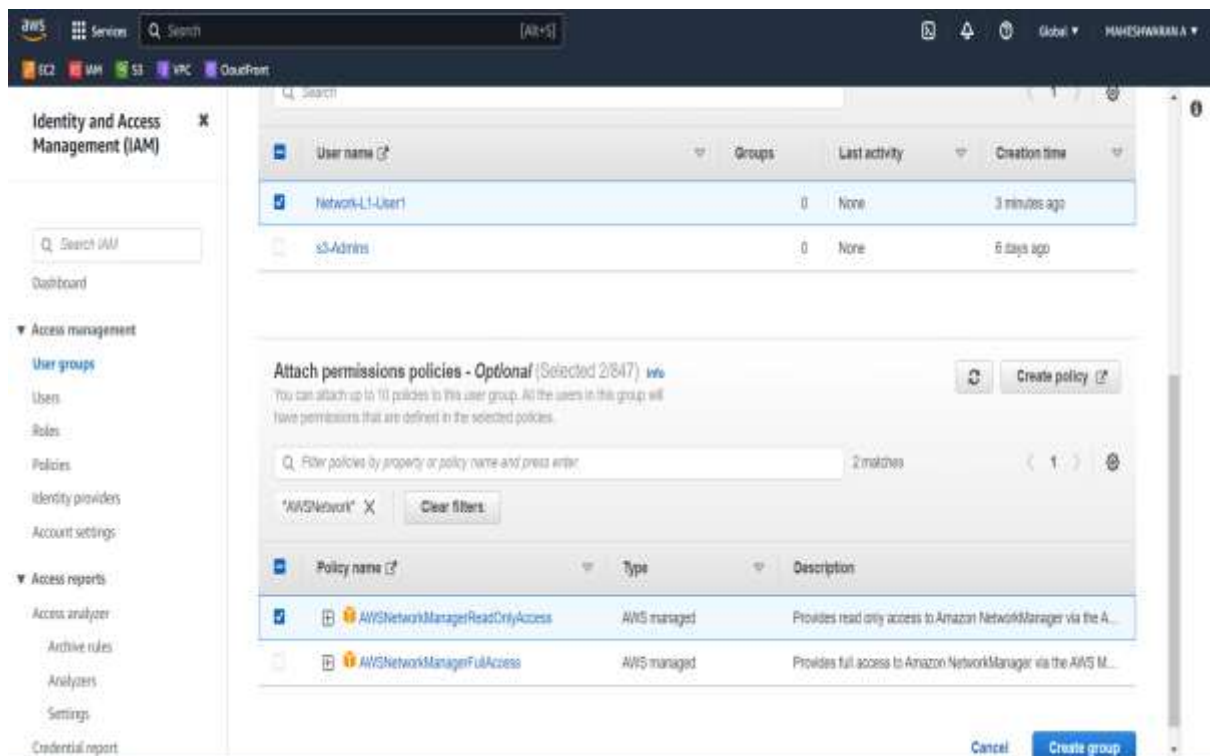 aws Services Search [Alt+S] Global MAHESHWARAN A
EC2 IAM S3 VPC CloudFront
Identity and Access Management (IAM)
Search IAM
Dashboard
Access management
User groups
Users
Roles
Policies
Identity providers
Account settings
Access reports
Access analyzer
Archive rules
Analyzers
Settings
Credential report
Search 1
User name Groups Last activity Creation time
Network-L1-User1 0 None 3 minutes ago
s3-Admins 0 None 6 days ago
Attach permissions policies - Optional (Selected 2/847) Info
You can attach up to 10 policies to this user group. All the users in this group will
have permissions that are defined in the selected policies.
Create policy
Filter policies by property or policy name and press enter. 2 matches 1
"AWSNetwork" X Clear filters
Policy name Type Description
AWSNetworkManagerReadOnlyAccess AWS managed Provides read only access to Amazon NetworkManager via the A...
AWSNetworkManagerFullAccess AWS managed Provides full access to Amazon NetworkManager via the AWS M...
Cancel Create group